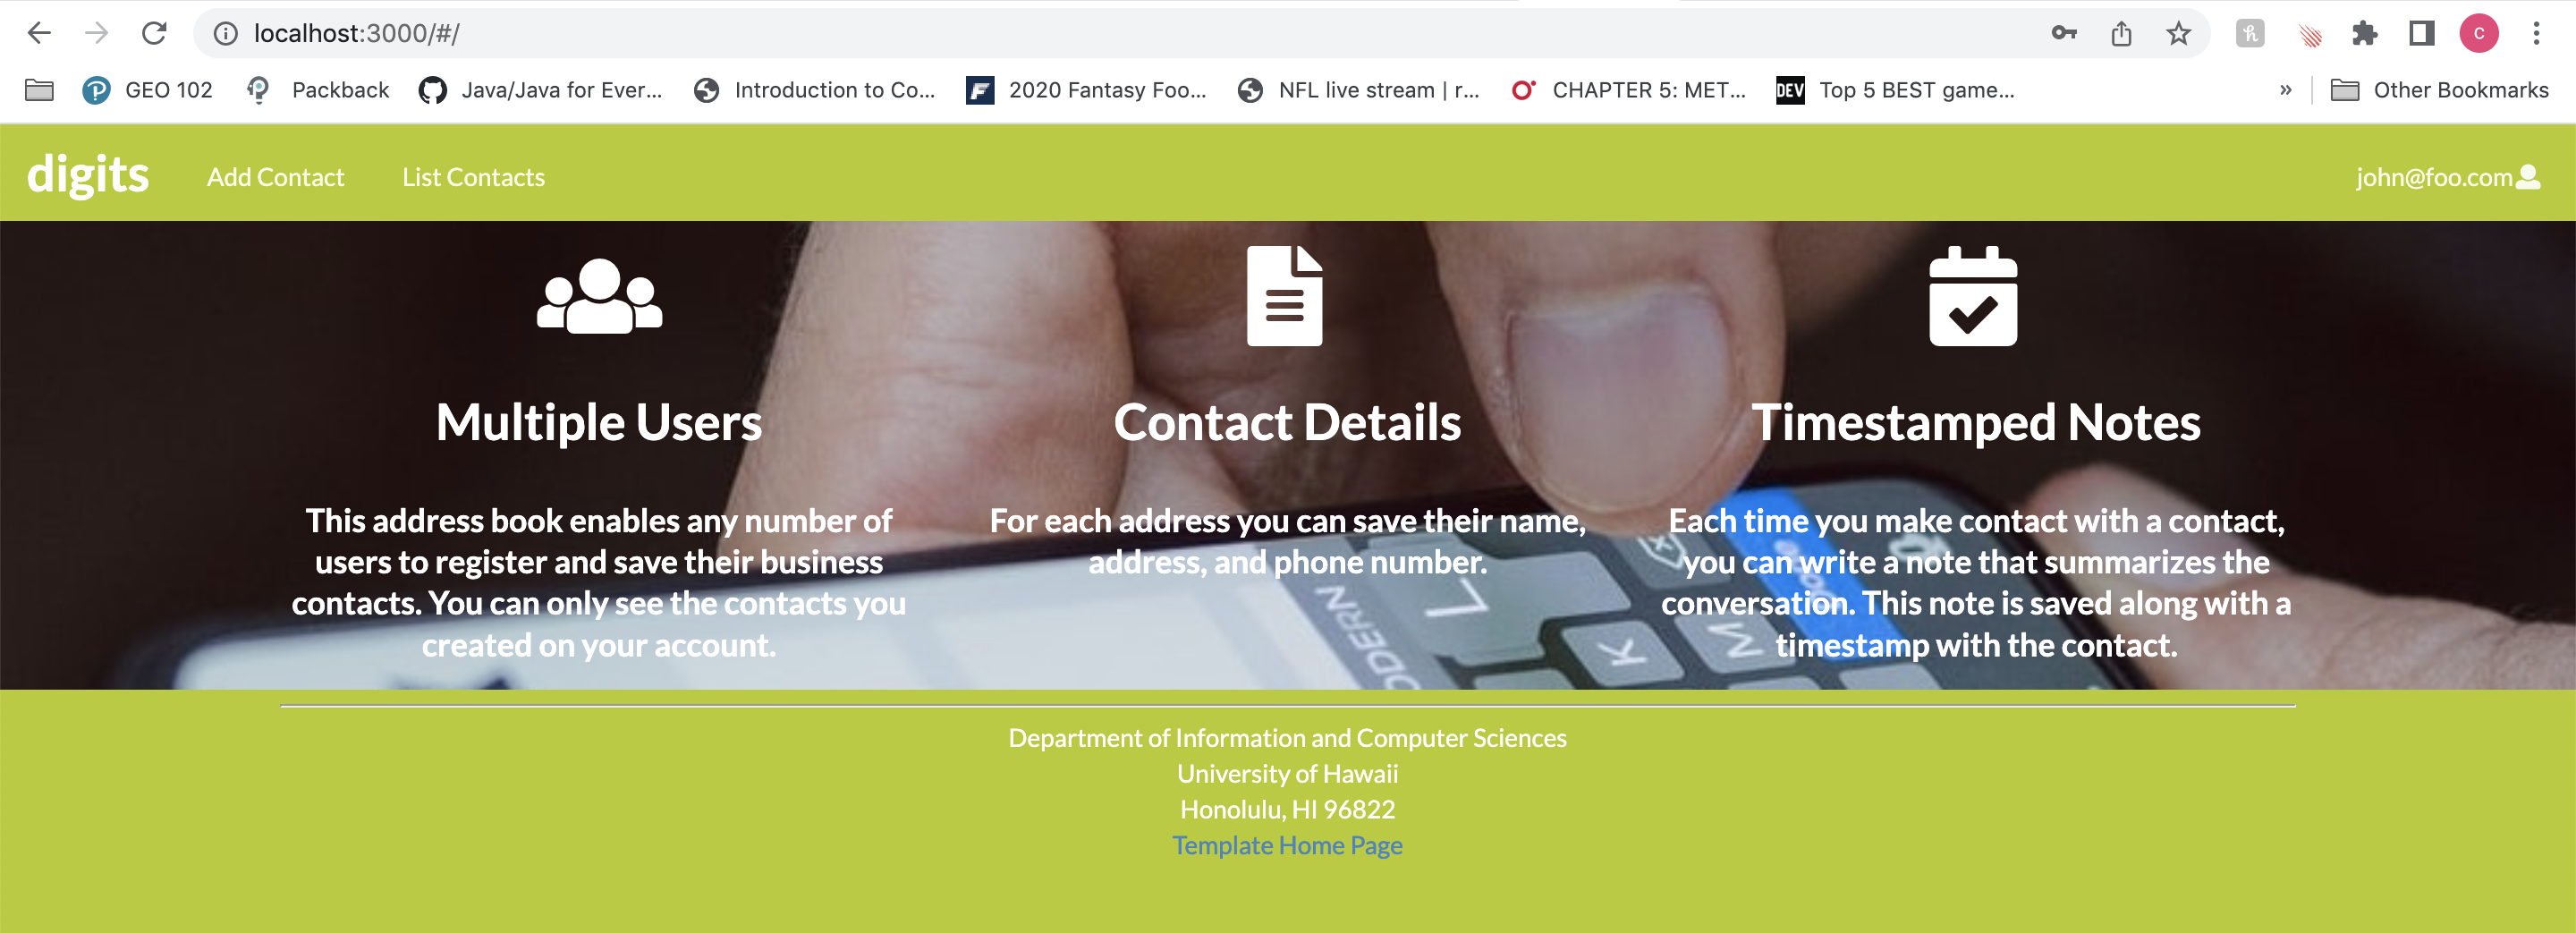 localhost:3000/#/
GEO 102 Packback Java/Java for Ever... Introduction to Co... 2020 Fantasy Foo... NFL live stream | r... CHAPTER 5: MET... DEV Top 5 BEST game... » Other Bookmarks
digits Add Contact List Contacts john@foo.com
Multiple Users
This address book enables any number of
users to register and save their business
contacts. You can only see the contacts you
created on your account.
Contact Details
For each address you can save their name,
address, and phone number.
Timestamped Notes
Each time you make contact with a contact,
you can write a note that summarizes the
conversation. This note is saved along with a
timestamp with the contact.
L
K
M
Department of Information and Computer Sciences
University of Hawaii
Honolulu, HI 96822
Template Home Page